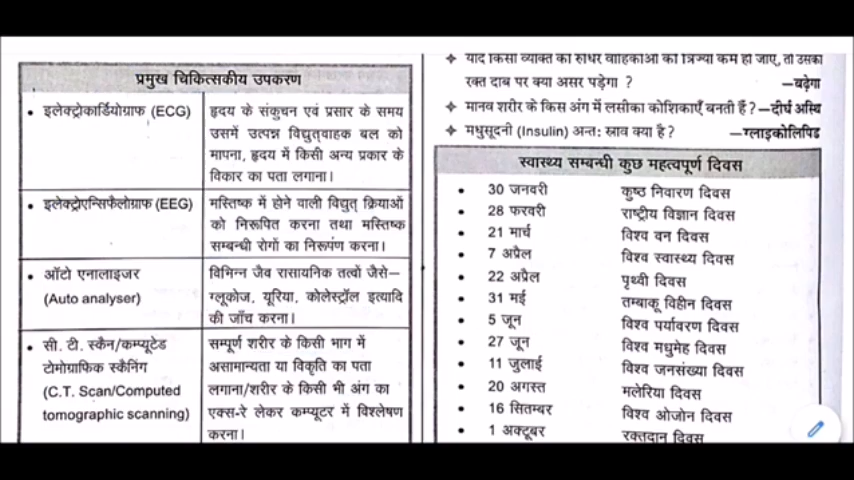 प्रमुख चिकित्सकीय उपकरण
• इलेक्ट्रोकार्डियोग्राफ (ECG)
हृदय के संकुचन एवं प्रसार के समय
उसमें उत्पन्न विद्युत्वाहक बल को
मापना, हृदय में किसी अन्य प्रकार के
विकार का पता लगाना।
• इलेक्ट्रोएन्सिफैलोग्राफ (EEG)
मस्तिष्क में होने वाली विद्युत् क्रियाओं
को निरूपित करना तथा मस्तिष्क
सम्बन्धी रोगों का निरूपण करना।
• ऑटो एनालाइजर
(Auto analyser)
विभिन्न जैव रासायनिक तत्वों जैसे—
ग्लूकोज, यूरिया, कोलेस्ट्रॉल इत्यादि
की जाँच करना।
• सी. टी. स्कैन/कम्प्यूटेड
टोमोग्राफिक स्कैनिंग
(C.T. Scan/Computed
tomographic scanning)
सम्पूर्ण शरीर के किसी भाग में
असामान्यता या विकृति का पता
लगाना/शरीर के किसी भी अंग का
एक्स-रे लेकर कम्प्यूटर में विश्लेषण
करना।
✧ यदि किसी व्यक्ति की रुधिर वाहिकाओं की त्रिज्या कम हो जाए, तो उसका
रक्त दाब पर क्या असर पड़ेगा ? —बढ़ेगा
✧ मानव शरीर के किस अंग में लसीका कोशिकाएँ बनती हैं ?—दीर्घ अस्थि
✧ मधुसूदनी (Insulin) अन्त: स्राव क्या है ? —ग्लाइकोलिपिड
स्वास्थ्य सम्बन्धी कुछ महत्वपूर्ण दिवस
• 30 जनवरी कुष्ठ निवारण दिवस
• 28 फरवरी राष्ट्रीय विज्ञान दिवस
• 21 मार्च विश्व वन दिवस
• 7 अप्रैल विश्व स्वास्थ्य दिवस
• 22 अप्रैल पृथ्वी दिवस
• 31 मई तम्बाकू विहीन दिवस
• 5 जून विश्व पर्यावरण दिवस
• 27 जून विश्व मधुमेह दिवस
• 11 जुलाई विश्व जनसंख्या दिवस
• 20 अगस्त मलेरिया दिवस
• 16 सितम्बर विश्व ओजोन दिवस
• 1 अक्टूबर रक्तदान दिवस